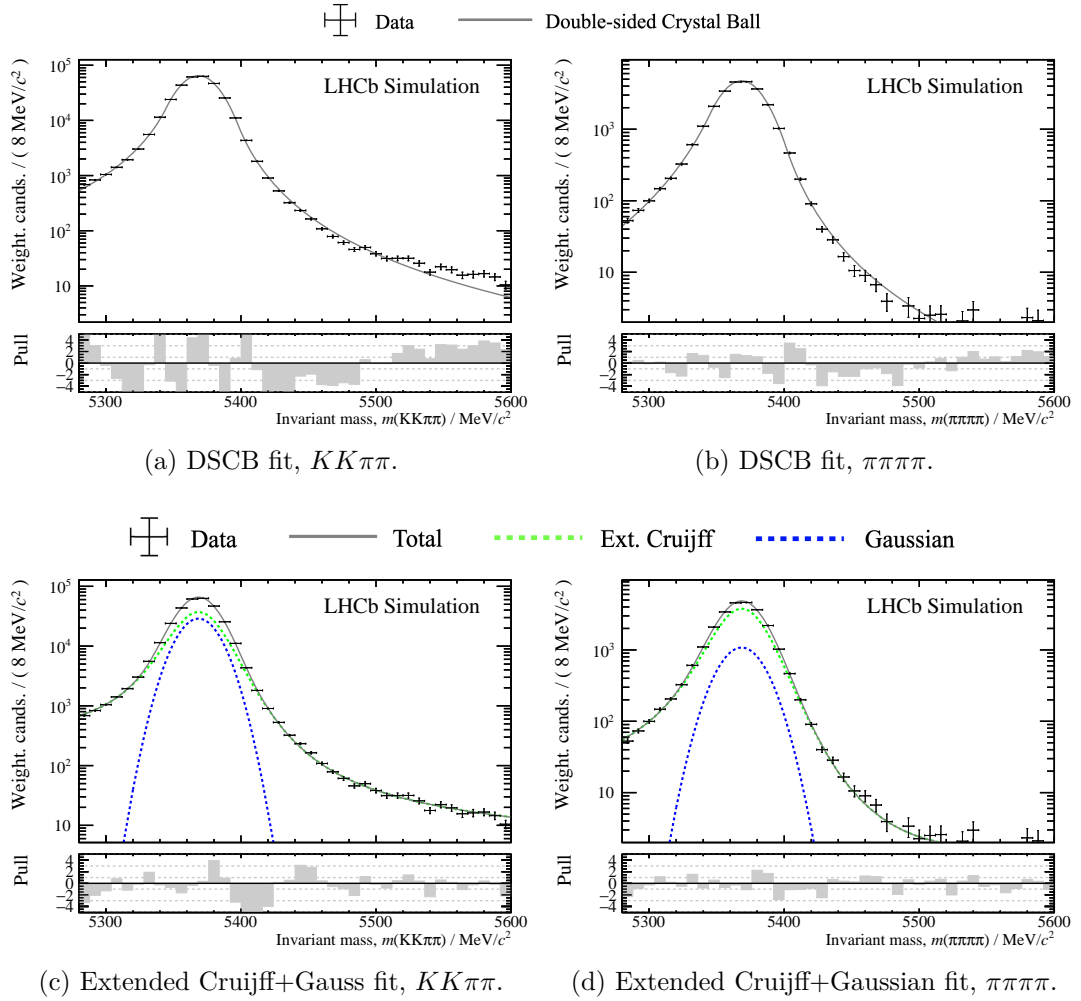 Data Double-sided Crystal Ball
LHCb Simulation
Weight. cands. / ( 8 MeV/c²)
10⁵
10⁴
10³
10²
10
Pull
4
2
0
−2
−4
5300 5400 5500 5600
Invariant mass, m(KKππ) / MeV/c²
(a) DSCB fit, KKππ.
LHCb Simulation
Weight. cands. / ( 8 MeV/c²)
10³
10²
10
Pull
4
2
0
−2
−4
5300 5400 5500 5600
Invariant mass, m(ππππ) / MeV/c²
(b) DSCB fit, ππππ.
Data Total Ext. Cruijff Gaussian
LHCb Simulation
Weight. cands. / ( 8 MeV/c²)
10⁵
10⁴
10³
10²
10
Pull
4
2
0
−2
−4
5300 5400 5500 5600
Invariant mass, m(KKππ) / MeV/c²
(c) Extended Cruijff+Gauss fit, KKππ.
LHCb Simulation
Weight. cands. / ( 8 MeV/c²)
10³
10²
10
Pull
4
2
0
−2
−4
5300 5400 5500 5600
Invariant mass, m(ππππ) / MeV/c²
(d) Extended Cruijff+Gaussian fit, ππππ.